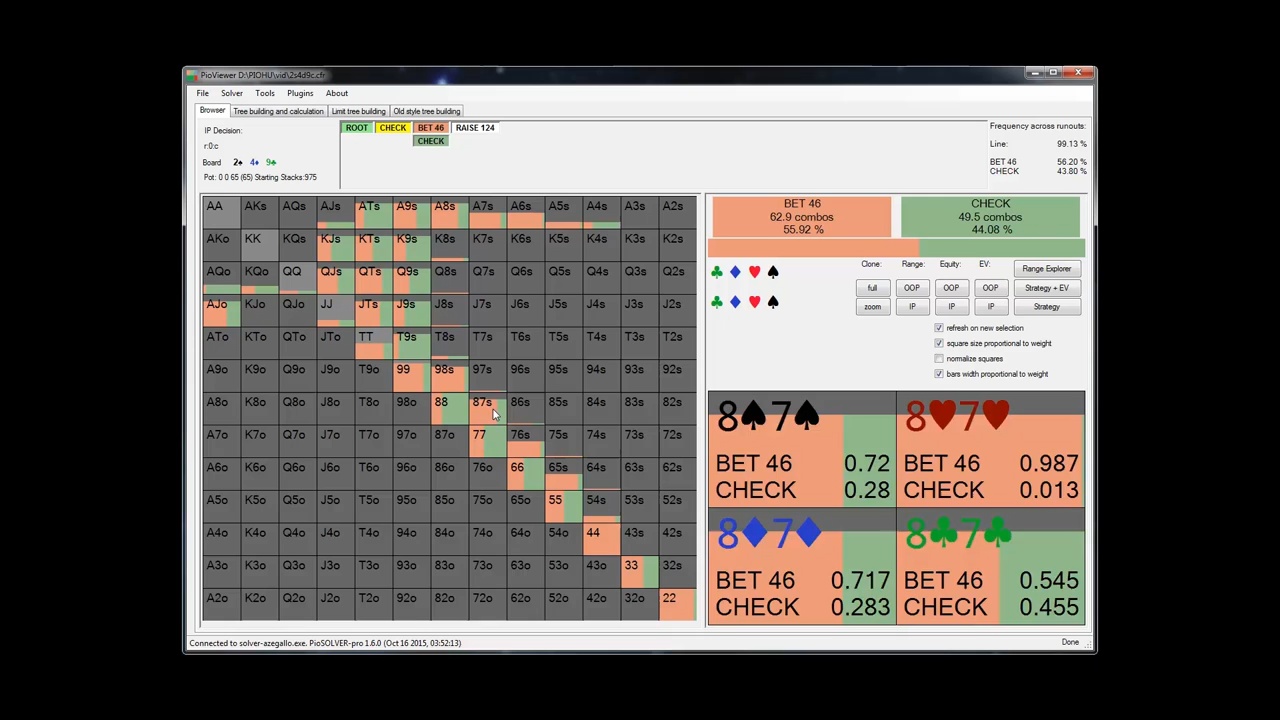 PioViewer D:\PIOHU\vid\2s4d9c.cfr
File Solver Tools Plugins About
Browser Tree building and calculation Limit tree building Old style tree building
IP Decision:
r:0:c
Board 2♠ 4♦ 9♣
Pot: 0 0 65 (65) Starting Stacks:975
ROOT CHECK BET 46 RAISE 124
CHECK
Frequency across runouts:
Line: 99.13 %
BET 46 56.20 %
CHECK 43.80 %
AA AKs AQs AJs ATs A9s A8s A7s A6s A5s A4s A3s A2s
AKo KK KQs KJs KTs K9s K8s K7s K6s K5s K4s K3s K2s
AQo KQo QQ QJs QTs Q9s Q8s Q7s Q6s Q5s Q4s Q3s Q2s
AJo KJo QJo JJ JTs J9s J8s J7s J6s J5s J4s J3s J2s
ATo KTo QTo JTo TT T9s T8s T7s T6s T5s T4s T3s T2s
A9o K9o Q9o J9o T9o 99 98s 97s 96s 95s 94s 93s 92s
A8o K8o Q8o J8o T8o 98o 88 87s 86s 85s 84s 83s 82s
A7o K7o Q7o J7o T7o 97o 87o 77 76s 75s 74s 73s 72s
A6o K6o Q6o J6o T6o 96o 86o 76o 66 65s 64s 63s 62s
A5o K5o Q5o J5o T5o 95o 85o 75o 65o 55 54s 53s 52s
A4o K4o Q4o J4o T4o 94o 84o 74o 64o 54o 44 43s 42s
A3o K3o Q3o J3o T3o 93o 83o 73o 63o 53o 43o 33 32s
A2o K2o Q2o J2o T2o 92o 82o 72o 62o 52o 42o 32o 22
BET 46 CHECK
62.9 combos 49.5 combos
55.92 % 44.08 %
♣ ♦ ♥ ♠
♣ ♦ ♥ ♠
Clone: Range: Equity: EV: Range Explorer
full OOP OOP OOP Strategy + EV
zoom IP IP IP Strategy
refresh on new selection
square size proportional to weight
normalize squares
bars width proportional to weight
8♠7♠ 8♥7♥
BET 46 0.72 BET 46 0.987
CHECK 0.28 CHECK 0.013
8♦7♦ 8♣7♣
BET 46 0.717 BET 46 0.545
CHECK 0.283 CHECK 0.455
Connected to solver-azegallo.exe. PioSOLVER-pro 1.6.0 (Oct 16 2015, 03:52:13) Done